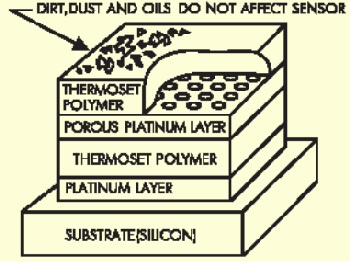 DIRT,DUST AND OILS DO NOT AFFECT SENSOR
THERMOSET
POLYMER
POROUS PLATINUM LAYER
THERMOSET POLYMER
PLATINUM LAYER
SUBSTRATE(SILICON)